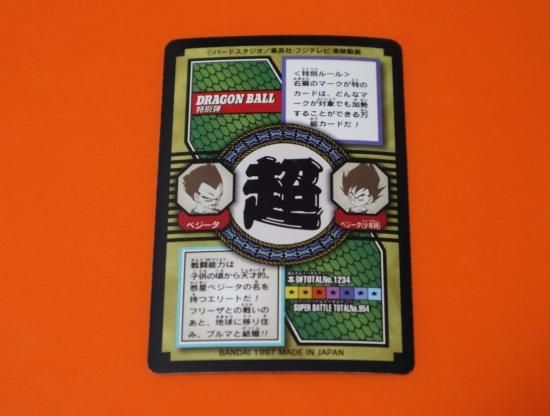 ©バードスタジオ/集英社・フジテレビ・東映動画
DRAGON BALL
特別弾
<特別ルール>
右翼のマークが特の
カードは、どんなマ
ークが対象でも加勢
することができる万
能カードだ!
超
ベジータ
ベジータ(少年時)
戦闘能力は
子供の頃から天才的。
惑星ベジータの名を
持つエリートだ!
フリーザとの戦いの
あと、地球に移り住
み、ブルマと結婚!!
本弾TOTAL No.1234
SUPER BATTLE TOTAL No.954
BANDAI 1997 MADE IN JAPAN